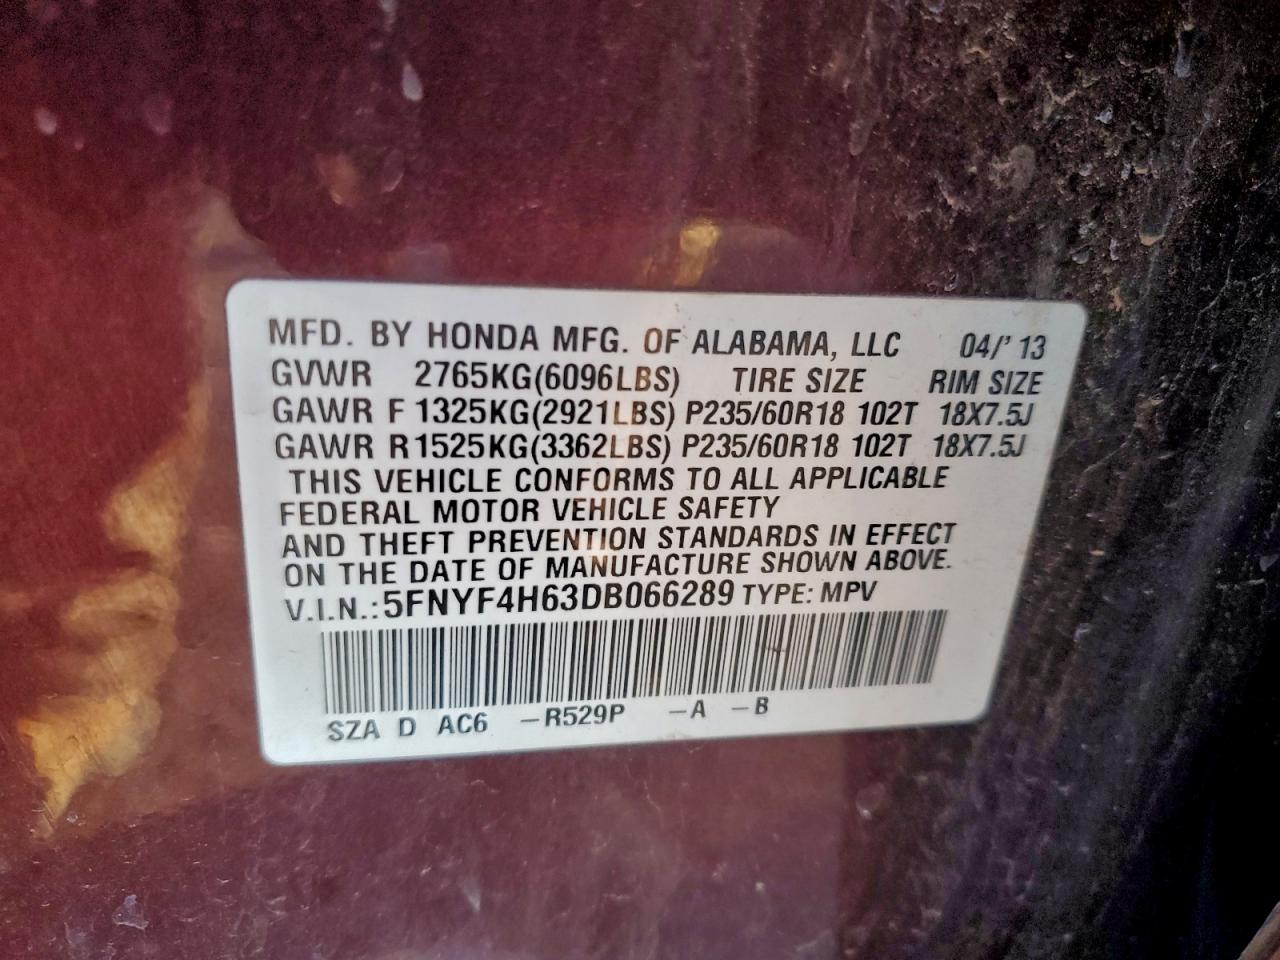 MFD. BY HONDA MFG. OF ALABAMA, LLC 04/' 13
GVWR 2765KG(6096LBS) TIRE SIZE RIM SIZE
GAWR F 1325KG(2921LBS) P235/60R18 102T 18X7.5J
GAWR R 1525KG(3362LBS) P235/60R18 102T 18X7.5J
THIS VEHICLE CONFORMS TO ALL APPLICABLE
FEDERAL MOTOR VEHICLE SAFETY
AND THEFT PREVENTION STANDARDS IN EFFECT
ON THE DATE OF MANUFACTURE SHOWN ABOVE.
V.I.N.: 5FNYF4H63DB066289 TYPE: MPV
SZA D AC6 –R529P –A –B